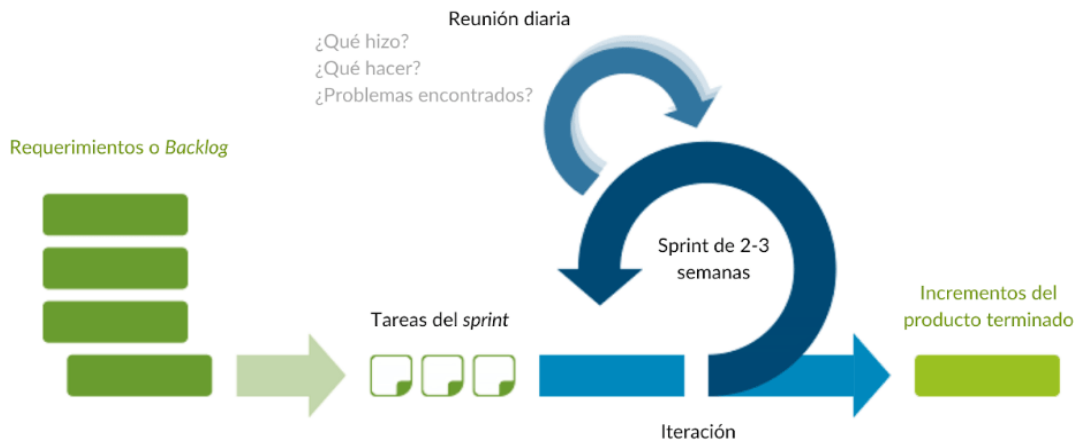 Reunión diaria
¿Qué hizo?
¿Qué hacer?
¿Problemas encontrados?
Requerimientos o Backlog
Sprint de 2-3
semanas
Tareas del sprint
Incrementos del
producto terminado
Iteración